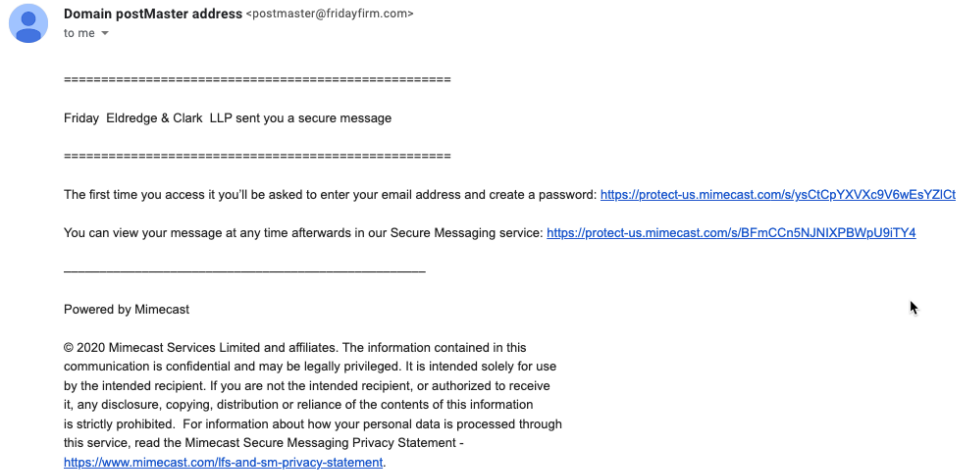 Domain postMaster address <postmaster@fridayfirm.com>
to me
====================================================
Friday  Eldredge & Clark  LLP sent you a secure message
====================================================
The first time you access it you’ll be asked to enter your email address and create a password: https://protect-us.mimecast.com/s/ysCtCpYXVXc9V6wEsYZlCt
You can view your message at any time afterwards in our Secure Messaging service: https://protect-us.mimecast.com/s/BFmCCn5NJNIXPBWpU9iTY4
Powered by Mimecast
© 2020 Mimecast Services Limited and affiliates. The information contained in this
communication is confidential and may be legally privileged. It is intended solely for use
by the intended recipient. If you are not the intended recipient, or authorized to receive
it, any disclosure, copying, distribution or reliance of the contents of this information
is strictly prohibited.  For information about how your personal data is processed through
this service, read the Mimecast Secure Messaging Privacy Statement -
https://www.mimecast.com/lfs-and-sm-privacy-statement.